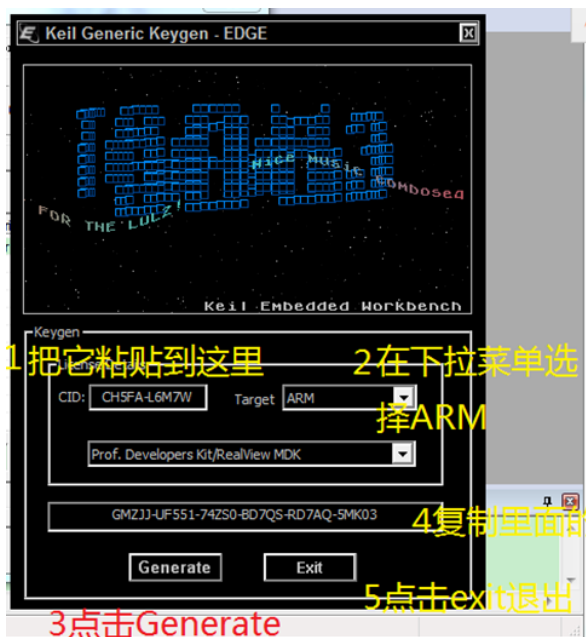 Keil Generic Keygen - EDGE
Nice Music Composed
FOR THE LULZ!
Keil Embedded Workbench
Keygen
1把它粘贴到这里
2在下拉菜单选
择ARM
CID: CH5FA-L6M7W Target ARM
Prof. Developers Kit/RealView MDK
GMZJJ-UF551-74ZS0-BD7QS-RD7AQ-5MK03
4复制里面的
Generate Exit
5点击exit退出
3点击Generate